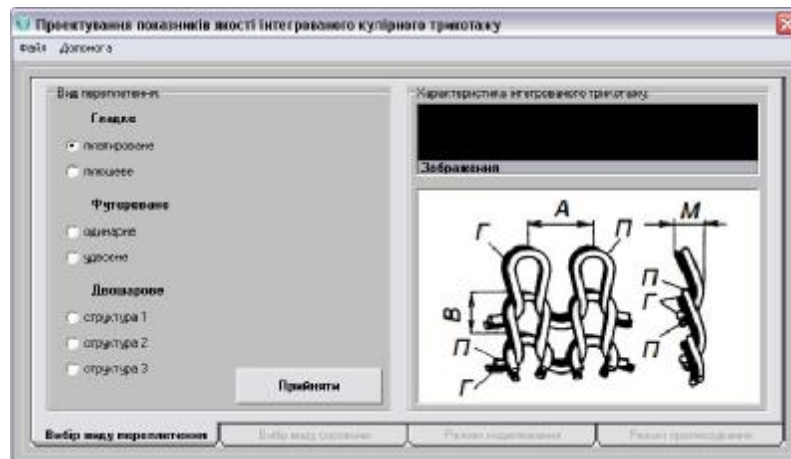 Проектування показників якості інтегрованого кулірного трикотажу
Файл Допомога
Вид переплетення
Гладке
платироване
плюшеве
Футероване
одинарне
удвоєне
Двошарове
структура 1
структура 2
структура 3
Прийняти
Характеристика інтегрованого трикотажу
Зображення
А
М
Г
П
В
П
Г
П
П
Г
Вибір виду переплетення
Вибір виду сировини
Режим моделювання
Режим прогнозування